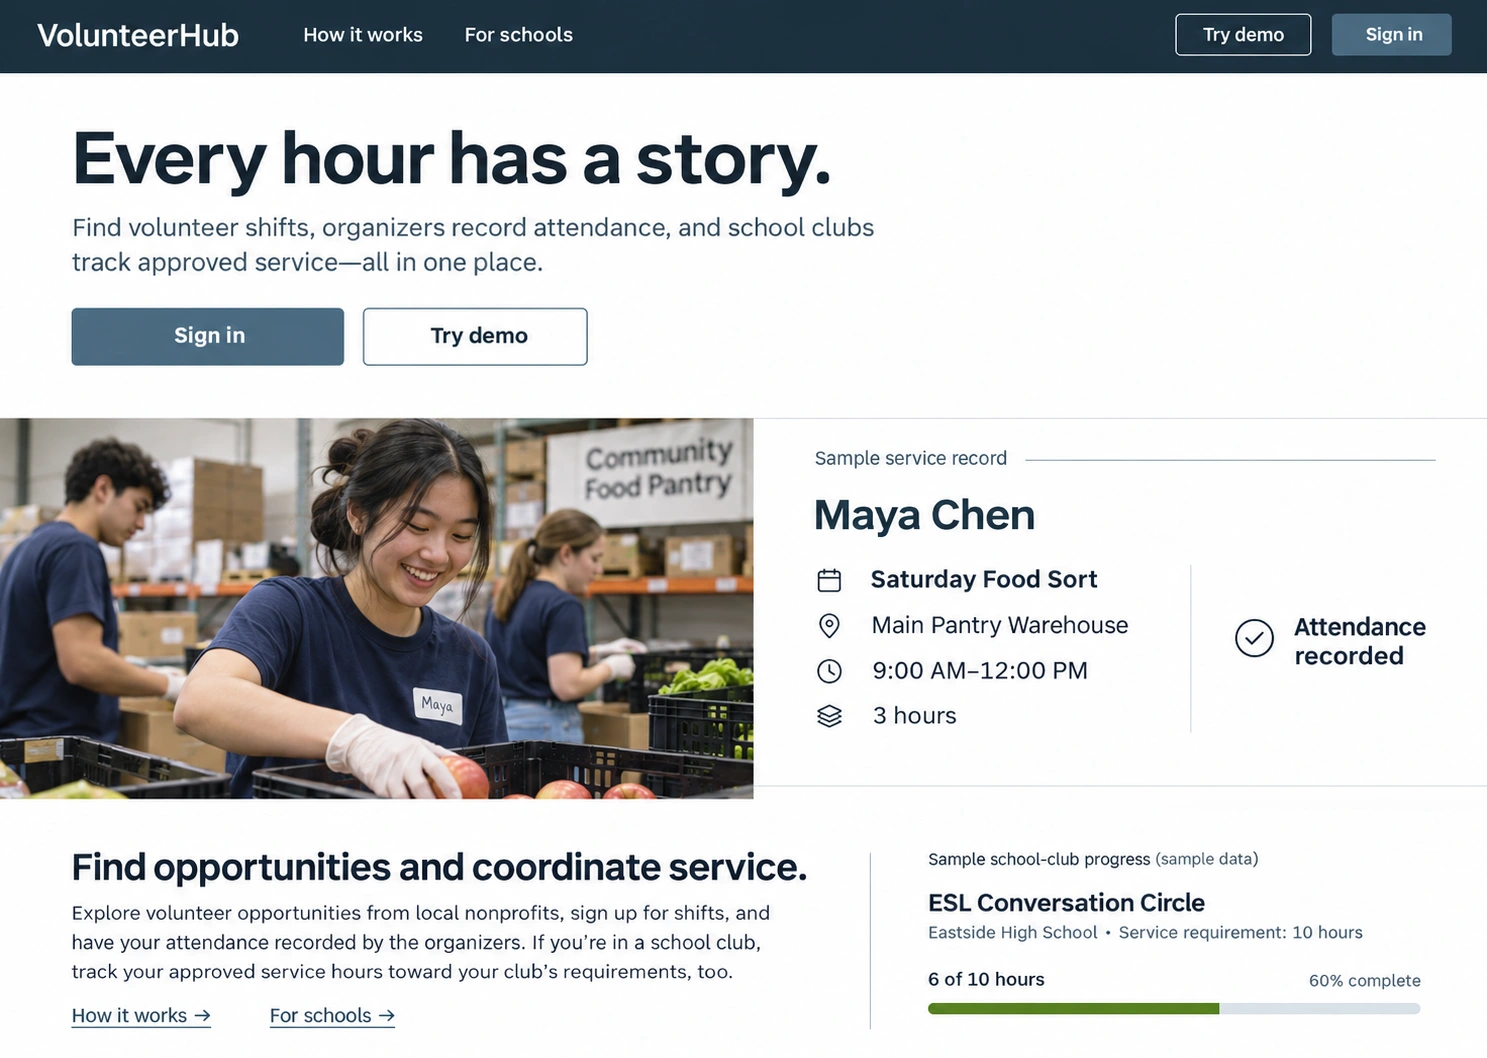 VolunteerHub
How it works
For schools
Try demo
Sign in
Every hour has a story.
Find volunteer shifts, organizers record attendance, and school clubs
track approved service—all in one place.
Sign in
Try demo
Community
Food Pantry
Maya
Sample service record
Maya Chen
Saturday Food Sort
Main Pantry Warehouse
9:00 AM–12:00 PM
3 hours
Attendance
recorded
Find opportunities and coordinate service.
Explore volunteer opportunities from local nonprofits, sign up for shifts, and
have your attendance recorded by the organizers. If you’re in a school club,
track your approved service hours toward your club’s requirements, too.
How it works →
For schools →
Sample school-club progress (sample data)
ESL Conversation Circle
Eastside High School • Service requirement: 10 hours
6 of 10 hours
60% complete